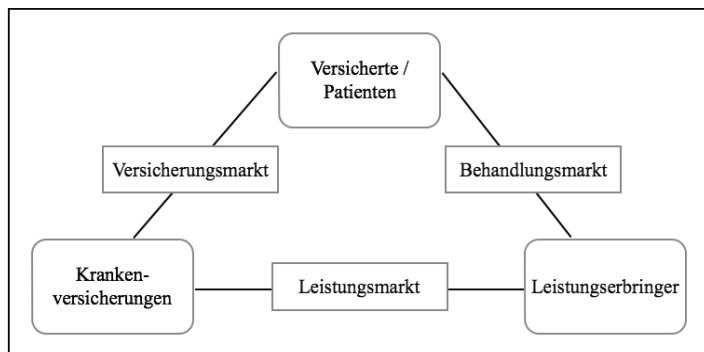 Versicherte /
Patienten
Versicherungsmarkt
Behandlungsmarkt
Kranken-
versicherungen
Leistungsmarkt
Leistungserbringer